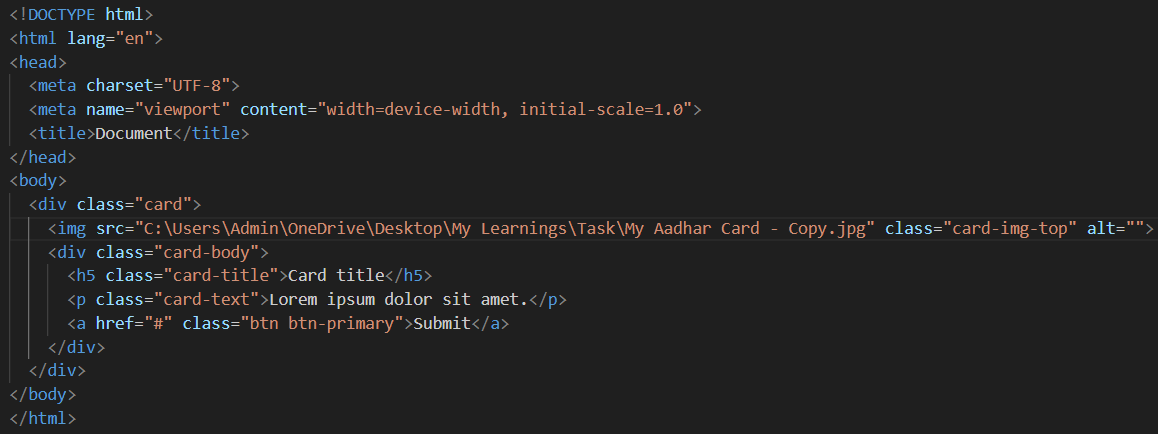 <!DOCTYPE html>
<html lang="en">
<head>
  <meta charset="UTF-8">
  <meta name="viewport" content="width=device-width, initial-scale=1.0">
  <title>Document</title>
</head>
<body>
  <div class="card">
    <img src="C:\Users\Admin\OneDrive\Desktop\My Learnings\Task\My Aadhar Card - Copy.jpg" class="card-img-top" alt="">
    <div class="card-body">
      <h5 class="card-title">Card title</h5>
      <p class="card-text">Lorem ipsum dolor sit amet.</p>
      <a href="#" class="btn btn-primary">Submit</a>
    </div>
  </div>
</body>
</html>